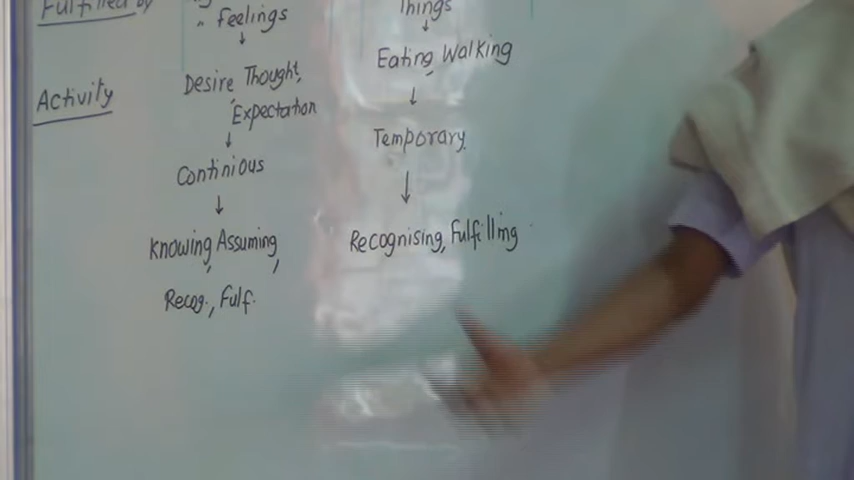 Fulfilled by
" Feelings
Things
Activity
Desire Thought,
Expectation
Eating, Walking
Continious
Temporary
Knowing, Assuming,
Recog., Fulf.
Recognising, Fulfilling